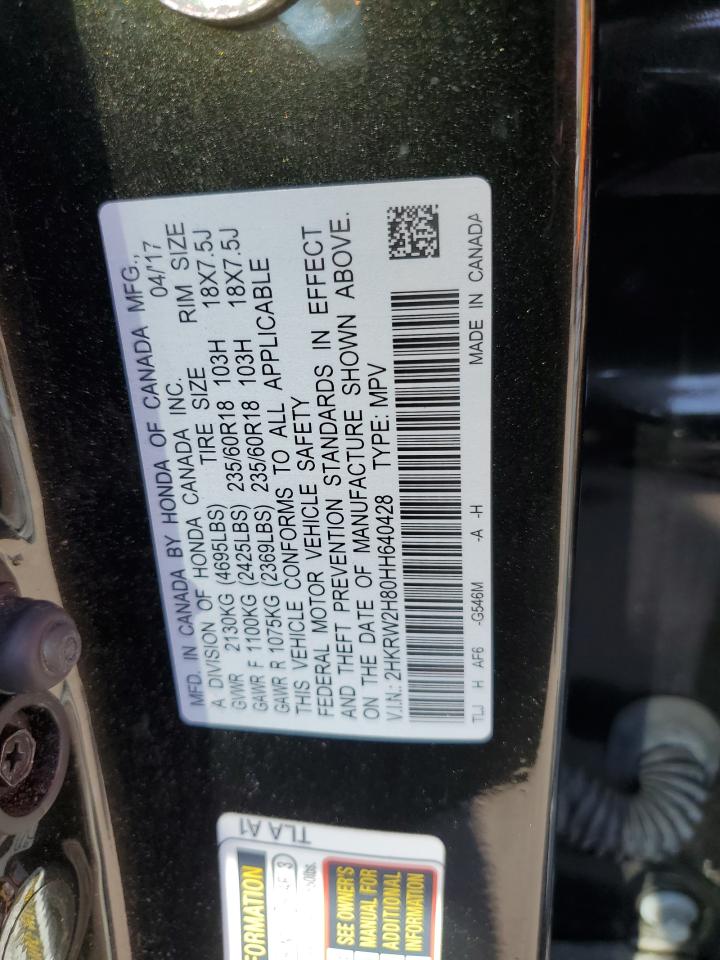 MFD. IN CANADA BY HONDA OF CANADA MFG.,
A DIVISION OF HONDA CANADA INC. 04/'17
GVWR 2130KG (4695LBS) TIRE SIZE RIM SIZE
GAWR F 1100KG (2425LBS) 235/60R18 103H 18X7.5J
GAWR R 1075KG (2369LBS) 235/60R18 103H 18X7.5J
THIS VEHICLE CONFORMS TO ALL APPLICABLE
FEDERAL MOTOR VEHICLE SAFETY
AND THEFT PREVENTION STANDARDS IN EFFECT
ON THE DATE OF MANUFACTURE SHOWN ABOVE.
V.I.N.: 2HKRW2H80HH640428 TYPE: MPV
TLJ H AF6 -G546M -A -H MADE IN CANADA
TLA A1
ORMATION
3
lbs.
SEE OWNER'S
MANUAL FOR
ADDITIONAL
INFORMATION